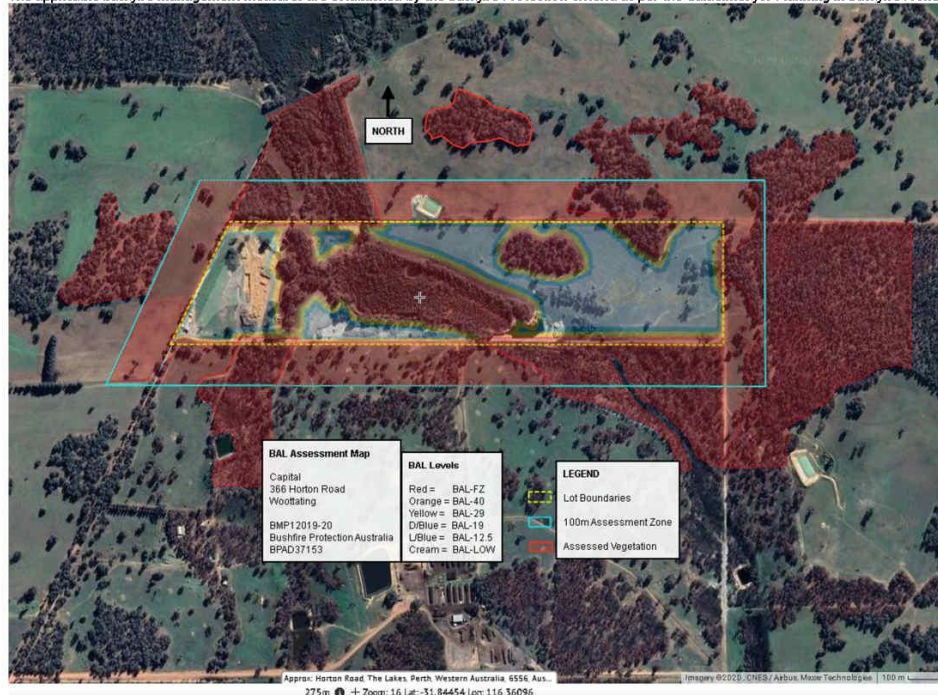 NORTH
BAL Assessment Map
Capital
366 Horton Road
Woottating
BMP12019-20
Bushfire Protection Australia
BPAD37153
BAL Levels
Red = BAL-FZ
Orange = BAL-40
Yellow = BAL-29
D/Blue = BAL-19
L/Blue = BAL-12.5
Cream = BAL-LOW
LEGEND
Lot Boundaries
100m Assessment Zone
Assessed Vegetation
Approx: Horton Road, The Lakes, Perth, Western Australia, 6556, Aus...
Imagery ©2020, CNES / Airbus, Maxar Technologies 100 m
275m + Zoom: 16 Lat:-31.84454 Lon: 116.36096